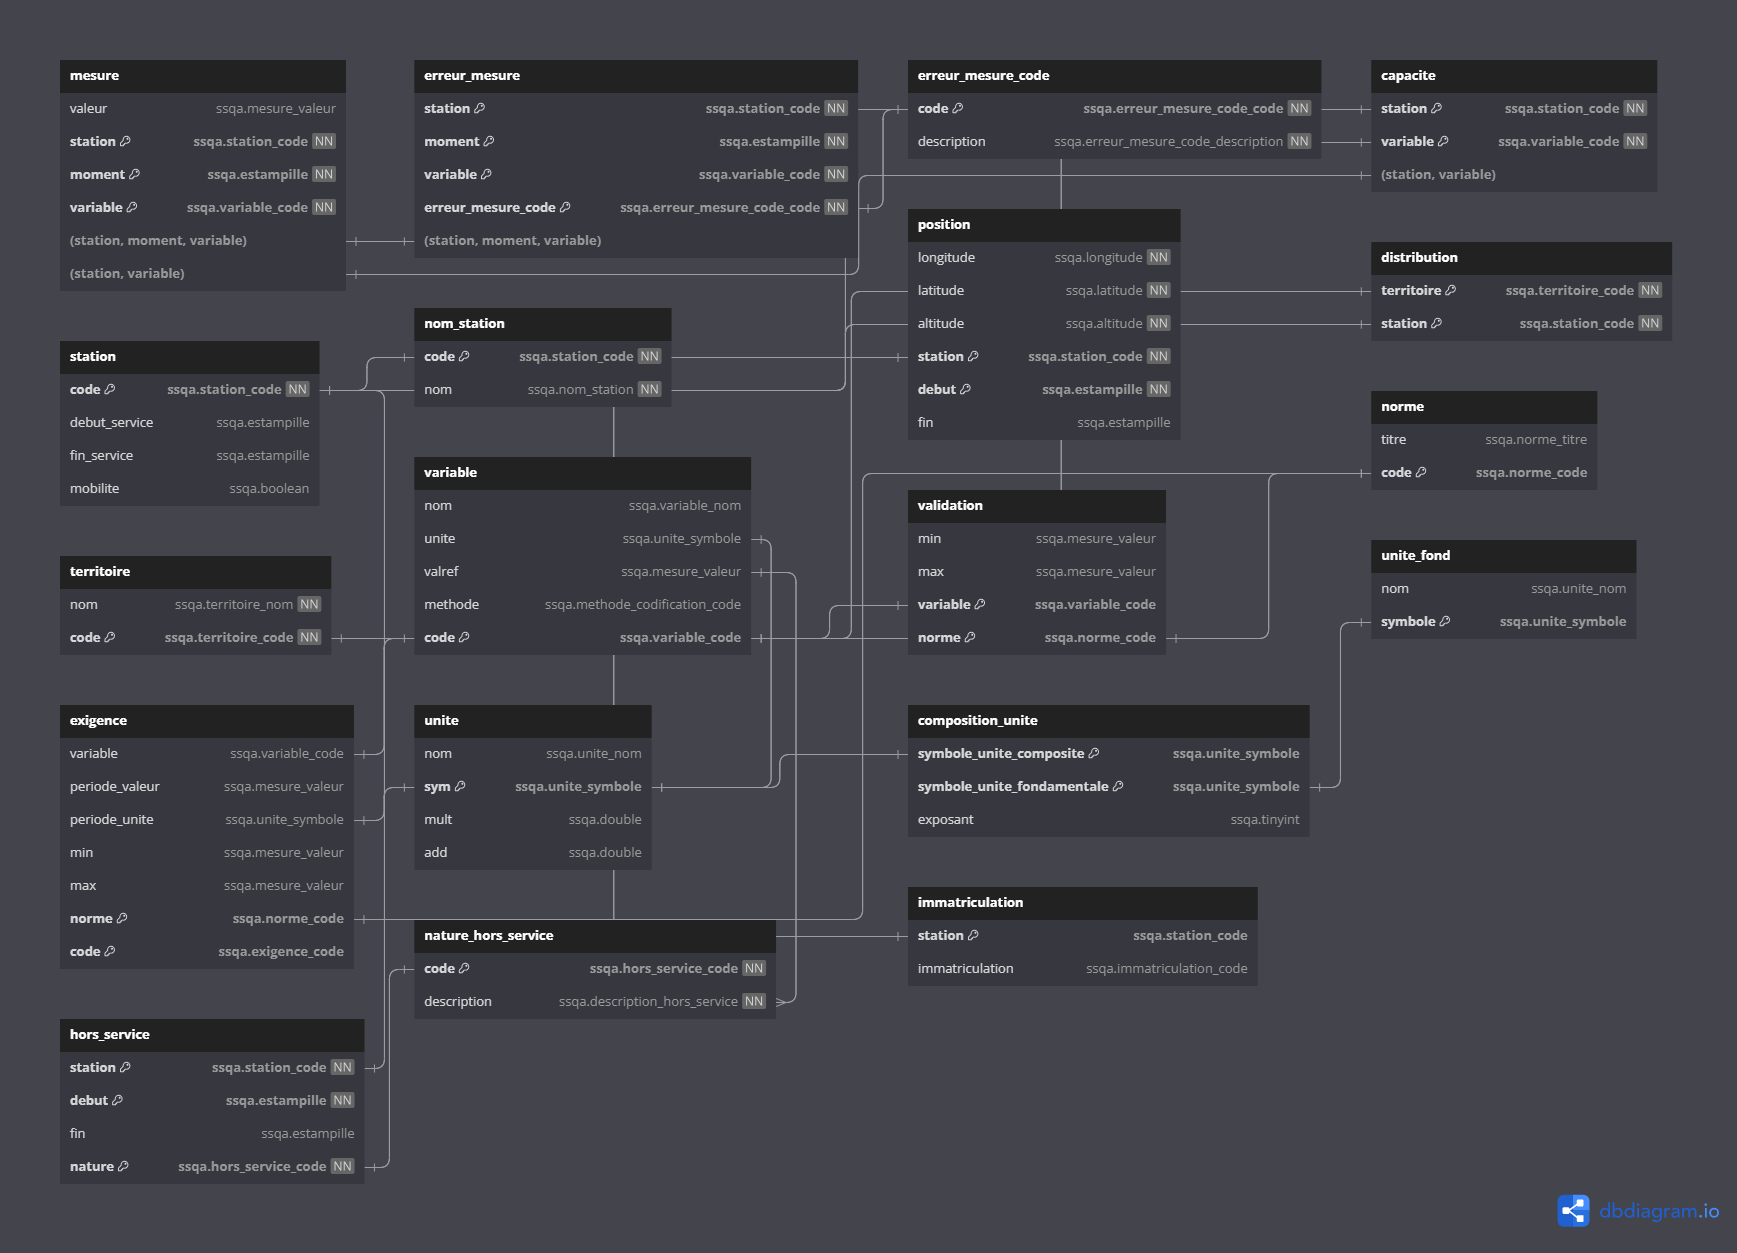 mesure
valeur ssqa.mesure_valeur
station ssqa.station_code NN
moment ssqa.estampille NN
variable ssqa.variable_code NN
(station, moment, variable)
(station, variable)
erreur_mesure
station ssqa.station_code NN
moment ssqa.estampille NN
variable ssqa.variable_code NN
erreur_mesure_code ssqa.erreur_mesure_code_code NN
(station, moment, variable)
erreur_mesure_code
code ssqa.erreur_mesure_code_code NN
description ssqa.erreur_mesure_code_description NN
capacite
station ssqa.station_code NN
variable ssqa.variable_code NN
(station, variable)
position
longitude ssqa.longitude NN
latitude ssqa.latitude NN
altitude ssqa.altitude NN
station ssqa.station_code NN
debut ssqa.estampille NN
fin ssqa.estampille
distribution
territoire ssqa.territoire_code NN
station ssqa.station_code NN
nom_station
code ssqa.station_code NN
nom ssqa.nom_station NN
station
code ssqa.station_code NN
debut_service ssqa.estampille
fin_service ssqa.estampille
mobilite ssqa.boolean
norme
titre ssqa.norme_titre
code ssqa.norme_code
variable
nom ssqa.variable_nom
unite ssqa.unite_symbole
valref ssqa.mesure_valeur
methode ssqa.methode_codification_code
code ssqa.variable_code
validation
min ssqa.mesure_valeur
max ssqa.mesure_valeur
variable ssqa.variable_code
norme ssqa.norme_code
unite_fond
nom ssqa.unite_nom
symbole ssqa.unite_symbole
territoire
nom ssqa.territoire_nom NN
code ssqa.territoire_code NN
exigence
variable ssqa.variable_code
periode_valeur ssqa.mesure_valeur
periode_unite ssqa.unite_symbole
min ssqa.mesure_valeur
max ssqa.mesure_valeur
norme ssqa.norme_code
code ssqa.exigence_code
unite
nom ssqa.unite_nom
sym ssqa.unite_symbole
mult ssqa.double
add ssqa.double
composition_unite
symbole_unite_composite ssqa.unite_symbole
symbole_unite_fondamentale ssqa.unite_symbole
exposant ssqa.tinyint
immatriculation
station ssqa.station_code
immatriculation ssqa.immatriculation_code
nature_hors_service
code ssqa.hors_service_code NN
description ssqa.description_hors_service NN
hors_service
station ssqa.station_code NN
debut ssqa.estampille NN
fin ssqa.estampille
nature ssqa.hors_service_code NN
dbdiagram.io